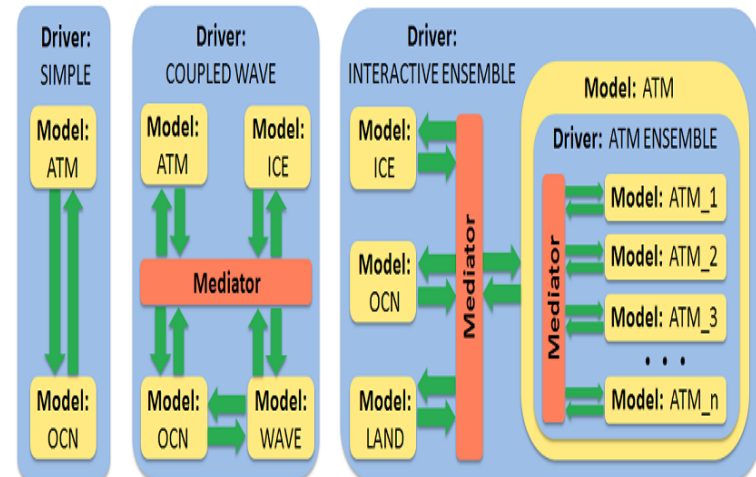 Driver:
SIMPLE
Model:
ATM
Model:
OCN
Driver:
COUPLED WAVE
Model:
ATM
Model:
ICE
Mediator
Model:
OCN
Model:
WAVE
Driver:
INTERACTIVE ENSEMBLE
Model:
ICE
Model:
OCN
Model:
LAND
Mediator
Model: ATM
Driver: ATM ENSEMBLE
Mediator
Model: ATM_1
Model: ATM_2
Model: ATM_3
• • •
Model: ATM_n